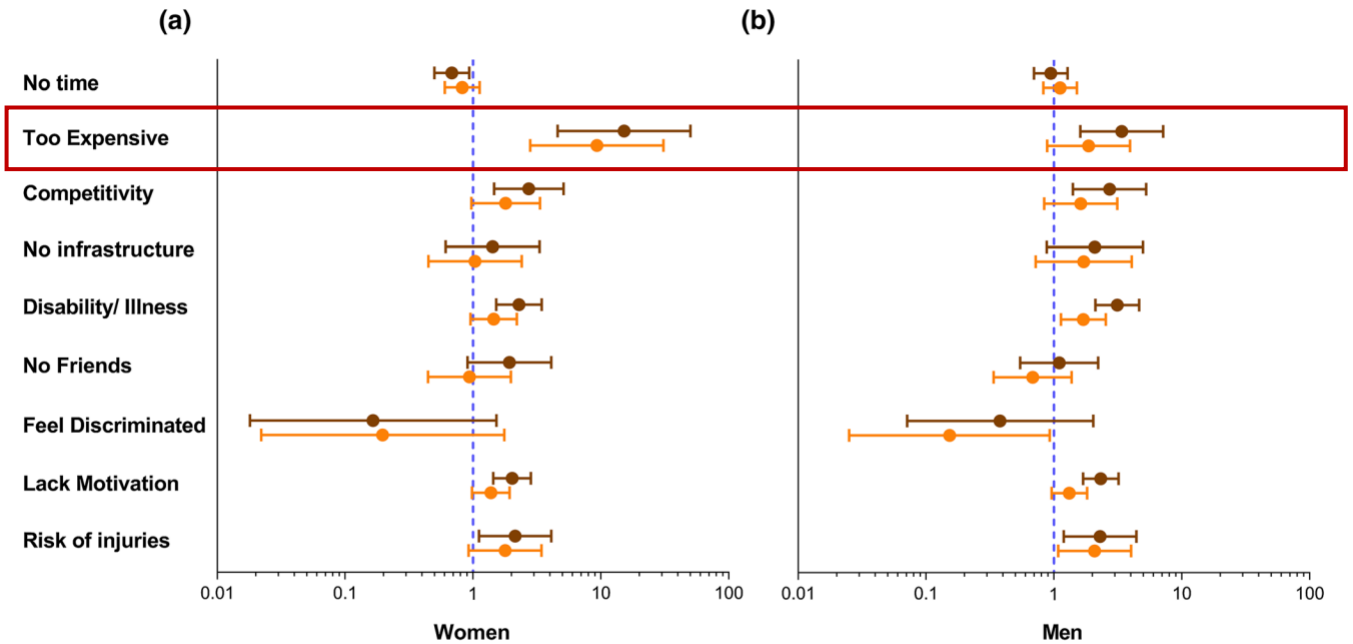 (a) (b)
No time
Too Expensive
Competitivity
No infrastructure
Disability/ Illness
No Friends
Feel Discriminated
Lack Motivation
Risk of injuries
0.01 0.1 1 10 100 0.01 0.1 1 10 100
Women Men